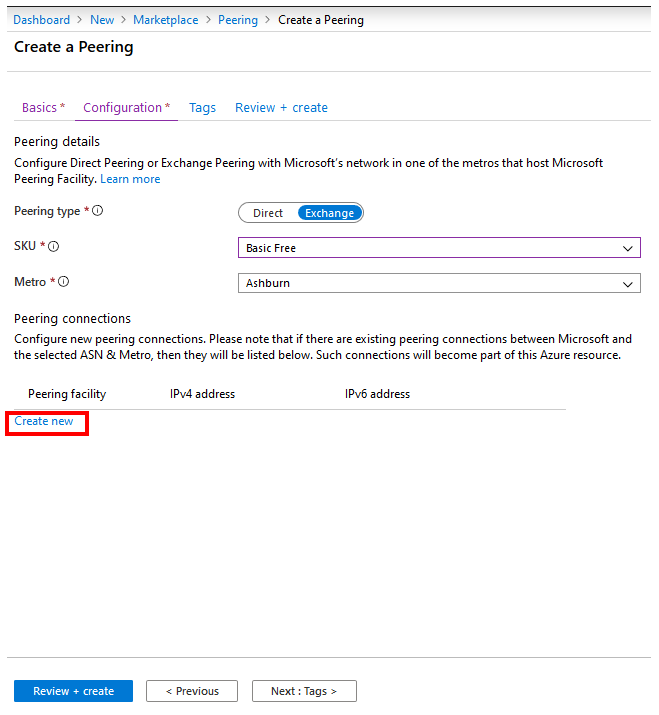 Dashboard > New > Marketplace > Peering > Create a Peering
Create a Peering
Basics * Configuration * Tags Review + create
Peering details
Configure Direct Peering or Exchange Peering with Microsoft's network in one of the metros that host Microsoft
Peering Facility. Learn more
Peering type * Direct Exchange
SKU * Basic Free
Metro * Ashburn
Peering connections
Configure new peering connections. Please note that if there are existing peering connections between Microsoft and
the selected ASN & Metro, then they will be listed below. Such connections will become part of this Azure resource.
Peering facility IPv4 address IPv6 address
Create new
Review + create < Previous Next : Tags >